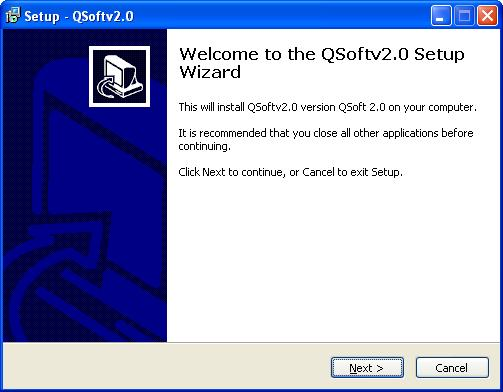 Setup - QSoftv2.0
Welcome to the QSoftv2.0 Setup
Wizard
This will install QSoftv2.0 version QSoft 2.0 on your computer.
It is recommended that you close all other applications before
continuing.
Click Next to continue, or Cancel to exit Setup.
Next >
Cancel